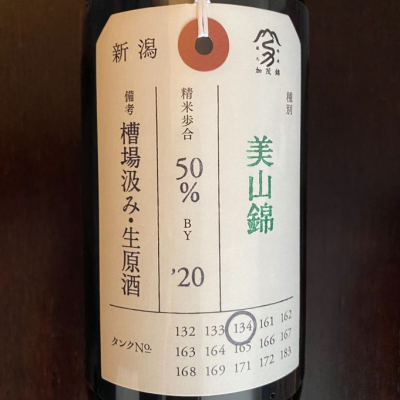 新潟
加茂錦
種別
美山錦
精米歩合
50%
BY
'20
備考
槽場汲み・生原酒
タンクNo.
132 133 134 161 162
163 164 165 166 167
168 169 171 172 183